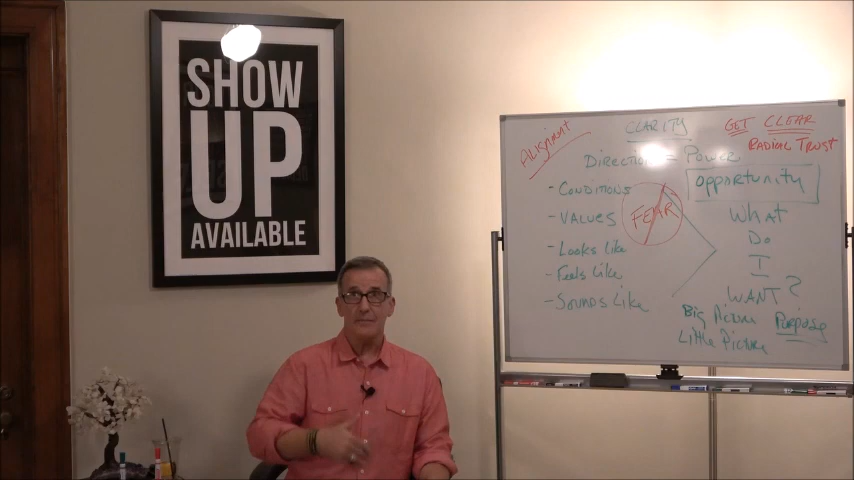 SHOW
UP
AVAILABLE
Alignment
CLARITY
DIRECTION = POWER
- CONDITIONS
- VALUES
- Looks Like
- Feels Like
- Sounds Like
FEAR
GET CLEAR
RADICAL TRUST
opportunity
What
Do
I
WANT?
Big Picture Purpose
Little Picture